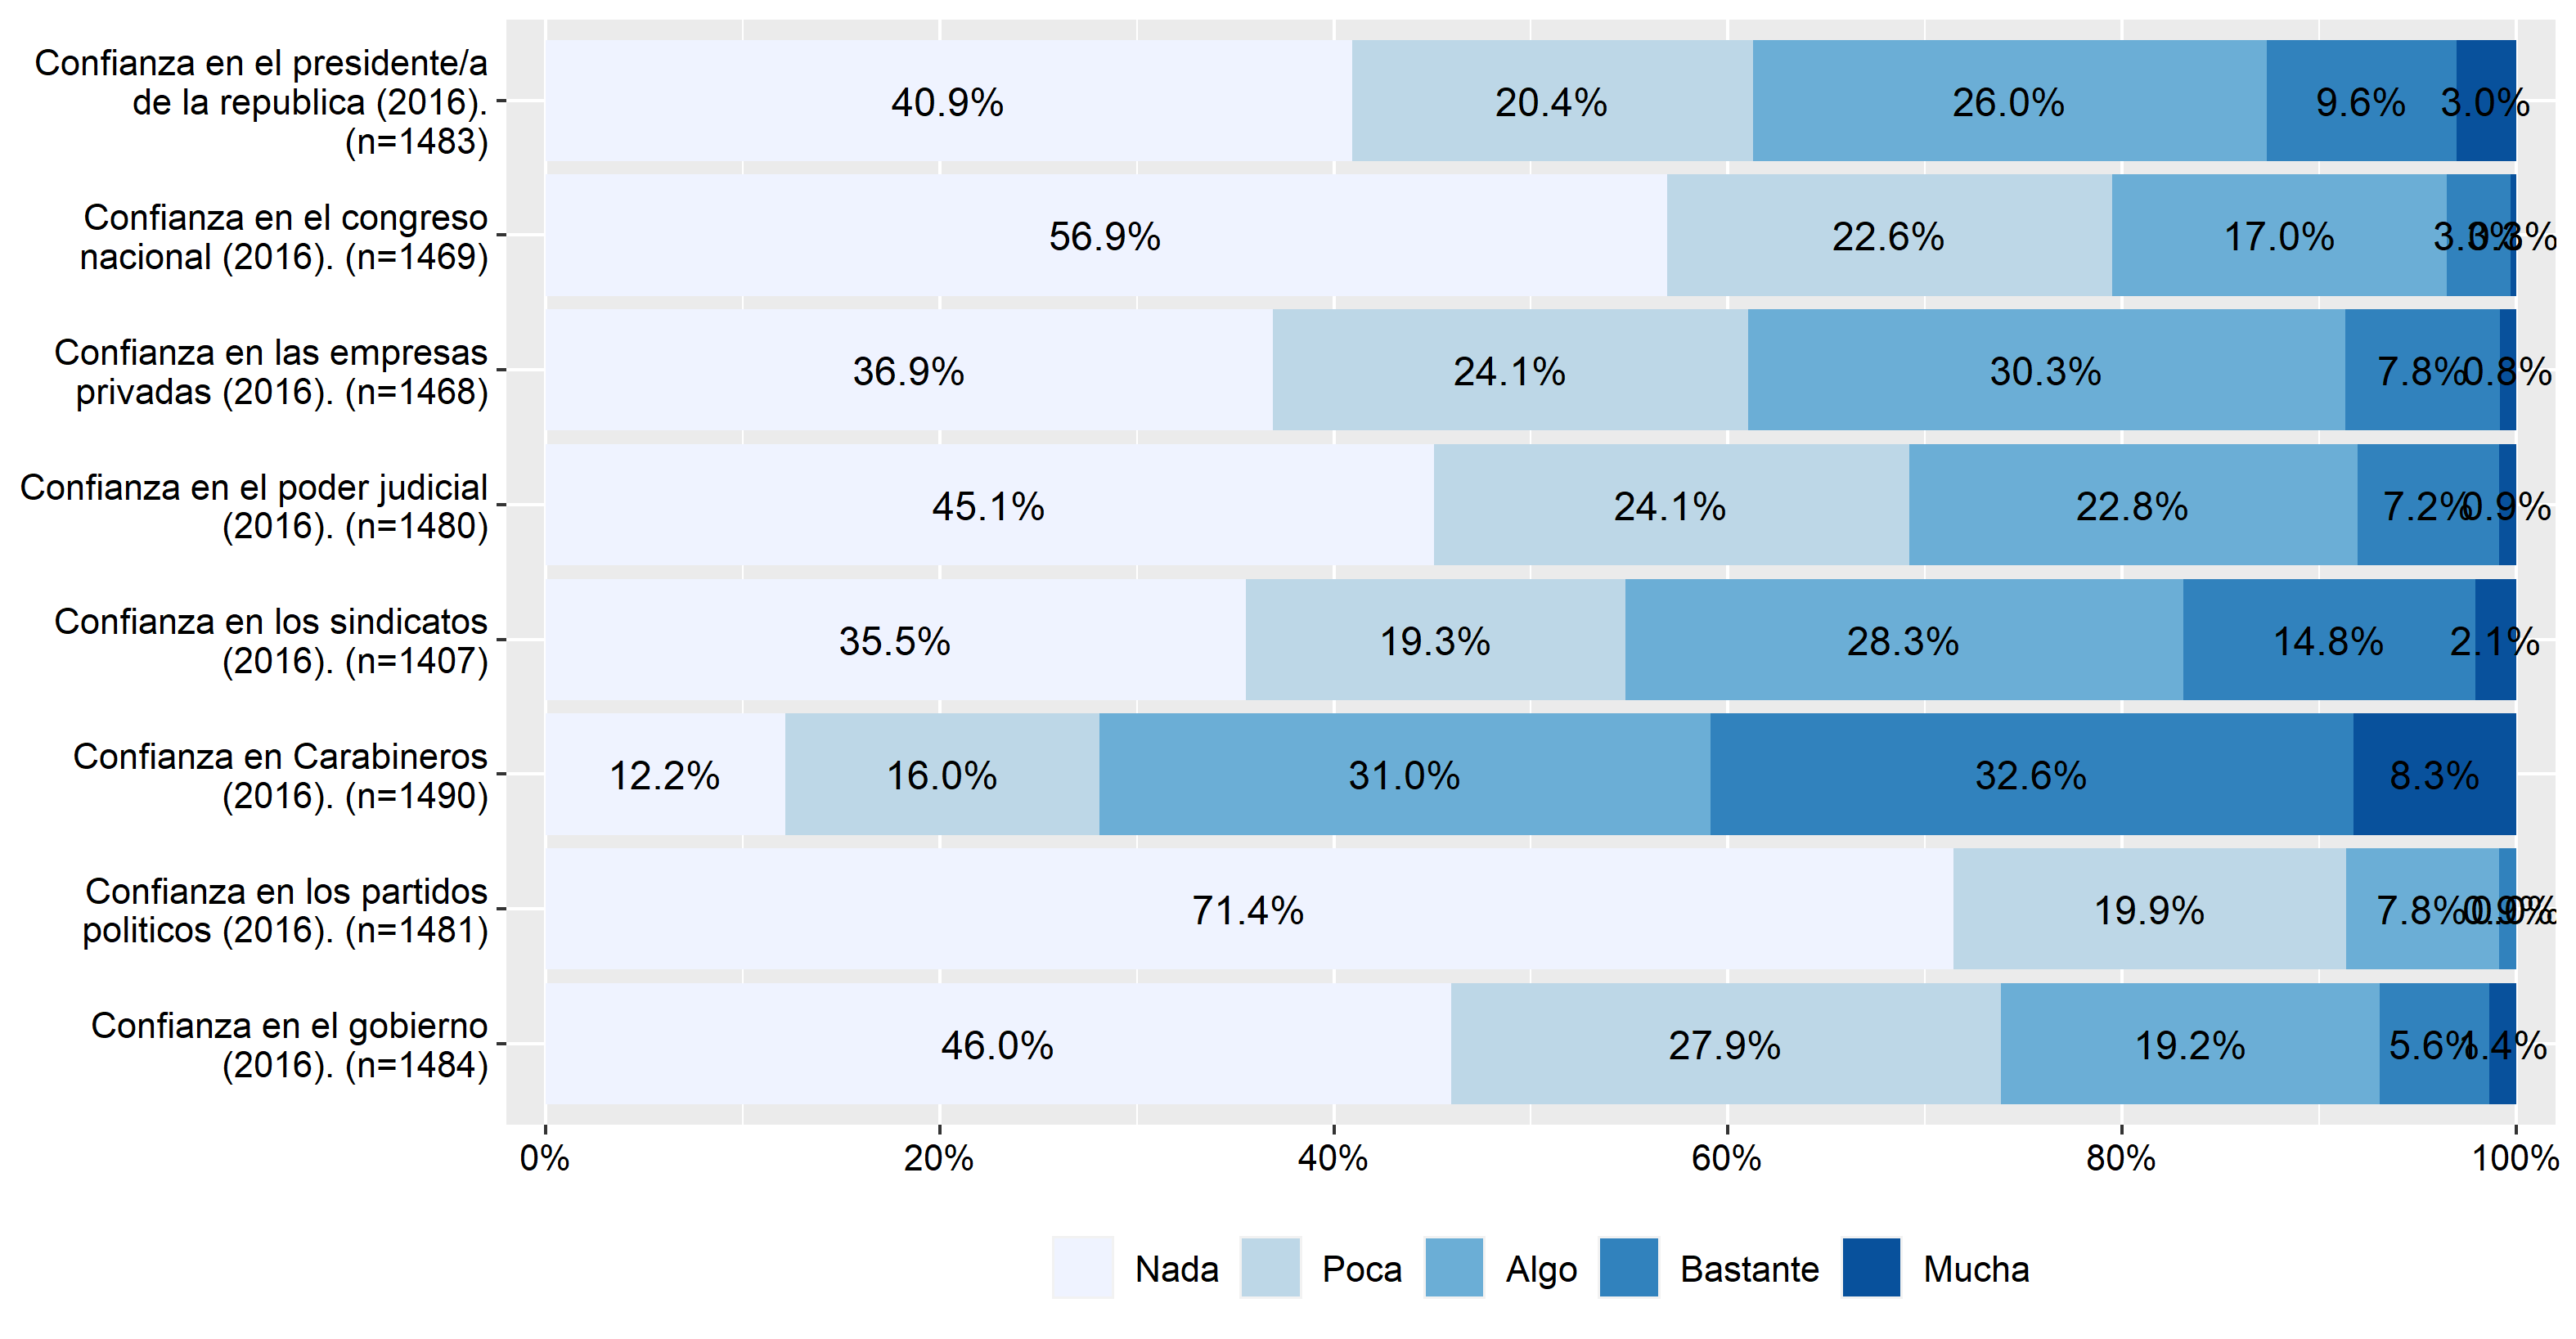 Confianza en el presidente/a
de la republica (2016).
(n=1483)
40.9% 20.4% 26.0% 9.6% 3.0%
Confianza en el congreso
nacional (2016). (n=1469)
56.9% 22.6% 17.0% 3.3%
Confianza en las empresas
privadas (2016). (n=1468)
36.9% 24.1% 30.3% 7.8% 0.8%
Confianza en el poder judicial
(2016). (n=1480)
45.1% 24.1% 22.8% 7.2% 0.9%
Confianza en los sindicatos
(2016). (n=1407)
35.5% 19.3% 28.3% 14.8% 2.1%
Confianza en Carabineros
(2016). (n=1490)
12.2% 16.0% 31.0% 32.6% 8.3%
Confianza en los partidos
politicos (2016). (n=1481)
71.4% 19.9% 7.8% 0.9% 0.0%
Confianza en el gobierno
(2016). (n=1484)
46.0% 27.9% 19.2% 5.6% 1.4%
0% 20% 40% 60% 80% 100%
Nada Poca Algo Bastante Mucha